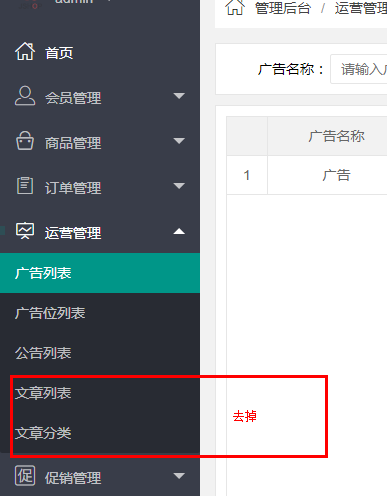 admin
管理后台 / 运营管理
首页
会员管理
商品管理
订单管理
运营管理
广告列表
广告位列表
公告列表
文章列表
文章分类
促 促销管理
广告名称：
请输入
广告名称
1 广告
去掉